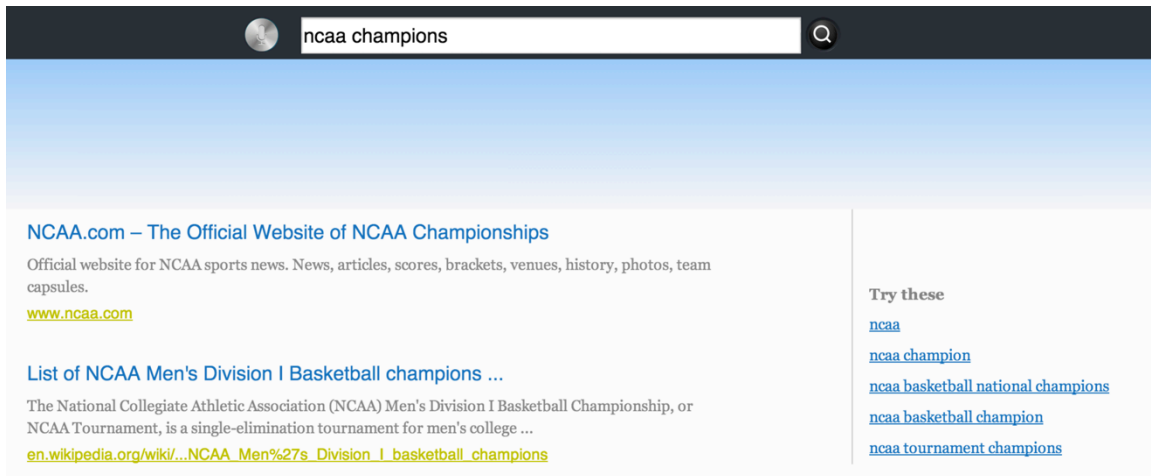 ncaa champions
NCAA.com – The Official Website of NCAA Championships
Official website for NCAA sports news. News, articles, scores, brackets, venues, history, photos, team
capsules.
www.ncaa.com
List of NCAA Men's Division I Basketball champions ...
The National Collegiate Athletic Association (NCAA) Men's Division I Basketball Championship, or
NCAA Tournament, is a single-elimination tournament for men's college ...
en.wikipedia.org/wiki/...NCAA_Men%27s_Division_I_basketball_champions
Try these
ncaa
ncaa champion
ncaa basketball national champions
ncaa basketball champion
ncaa tournament champions